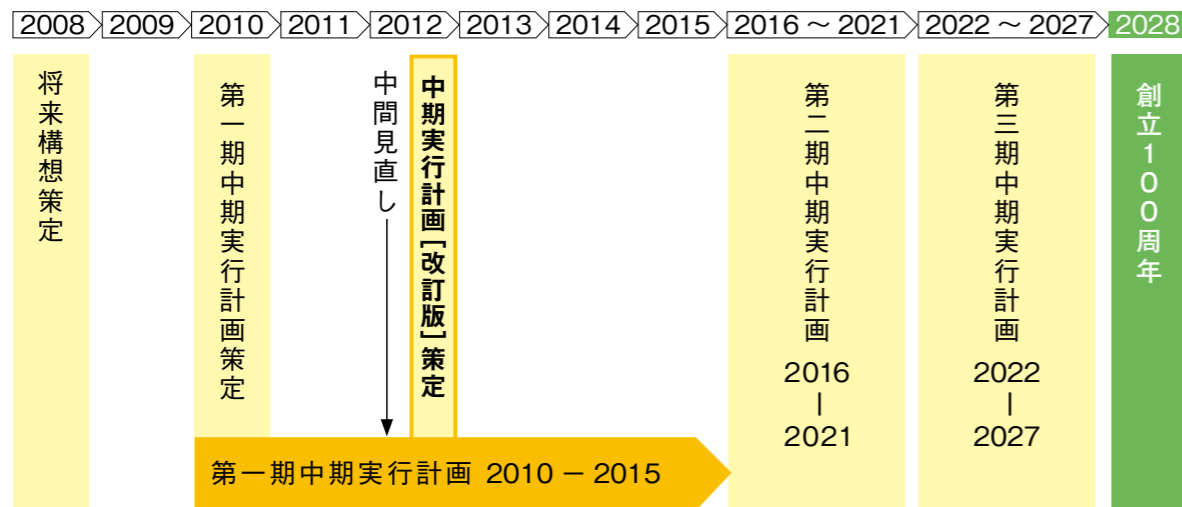 2008 2009 2010 2011 2012 2013 2014 2015 2016～2021 2022～2027 2028
将来構想策定
第一期中期実行計画策定
中間見直し
中期実行計画［改訂版］策定
第二期中期実行計画
2016
|
2021
第三期中期実行計画
2022
|
2027
創立100周年
第一期中期実行計画 2010－2015